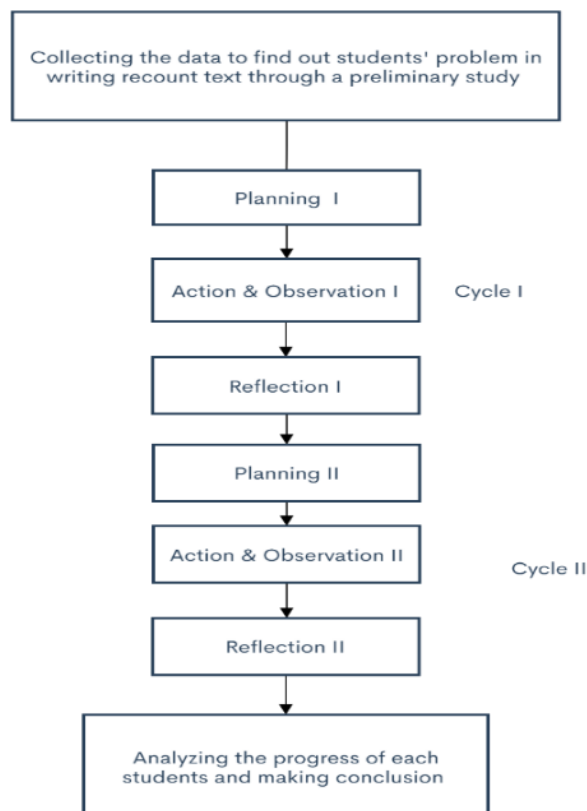 Collecting the data to find out students' problem in
writing recount text through a preliminary study
Planning I
Action & Observation I
Cycle I
Reflection I
Planning II
Action & Observation II
Cycle II
Reflection II
Analyzing the progress of each
students and making conclusion